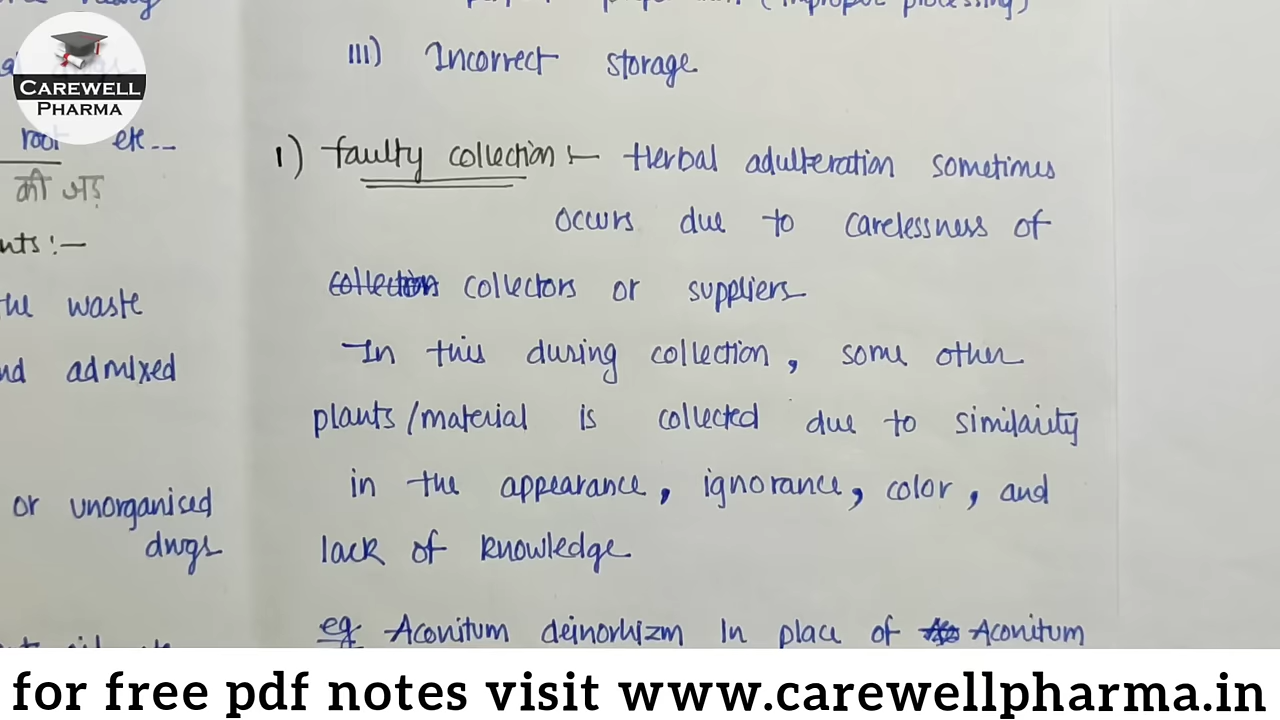 (improper processing)
III) Incorrect storage
CAREWELL
PHARMA
root etc--
की जड़
1) faulty collection :- Herbal adulteration sometimes
occurs due to carelessness of
collection collectors or suppliers
In this during collection, some other
plants/material is collected due to similarity
in the appearance, ignorance, color, and
lack of knowledge
eg Aconitum deinorhizm In place of Aconitum
nts :-
the waste
nd admixed
or unorganised
drugs
for free pdf notes visit www.carewellpharma.in